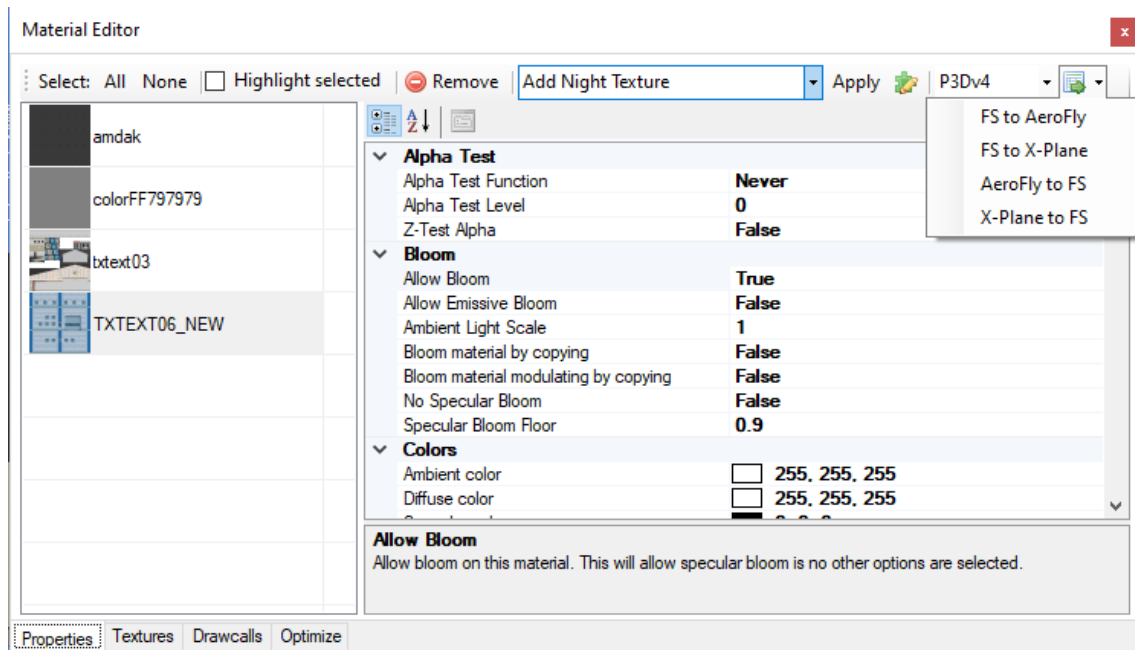 Material Editor
x
Select: All None Highlight selected Remove Add Night Texture Apply P3Dv4
FS to AeroFly
FS to X-Plane
AeroFly to FS
X-Plane to FS
amdak
colorFF797979
txtext03
TXTEXT06_NEW
Alpha Test
Alpha Test Function Never
Alpha Test Level 0
Z-Test Alpha False
Bloom
Allow Bloom True
Allow Emissive Bloom False
Ambient Light Scale 1
Bloom material by copying False
Bloom material modulating by copying False
No Specular Bloom False
Specular Bloom Floor 0.9
Colors
Ambient color 255, 255, 255
Diffuse color 255, 255, 255
Allow Bloom
Allow bloom on this material. This will allow specular bloom is no other options are selected.
Properties Textures Drawcalls Optimize